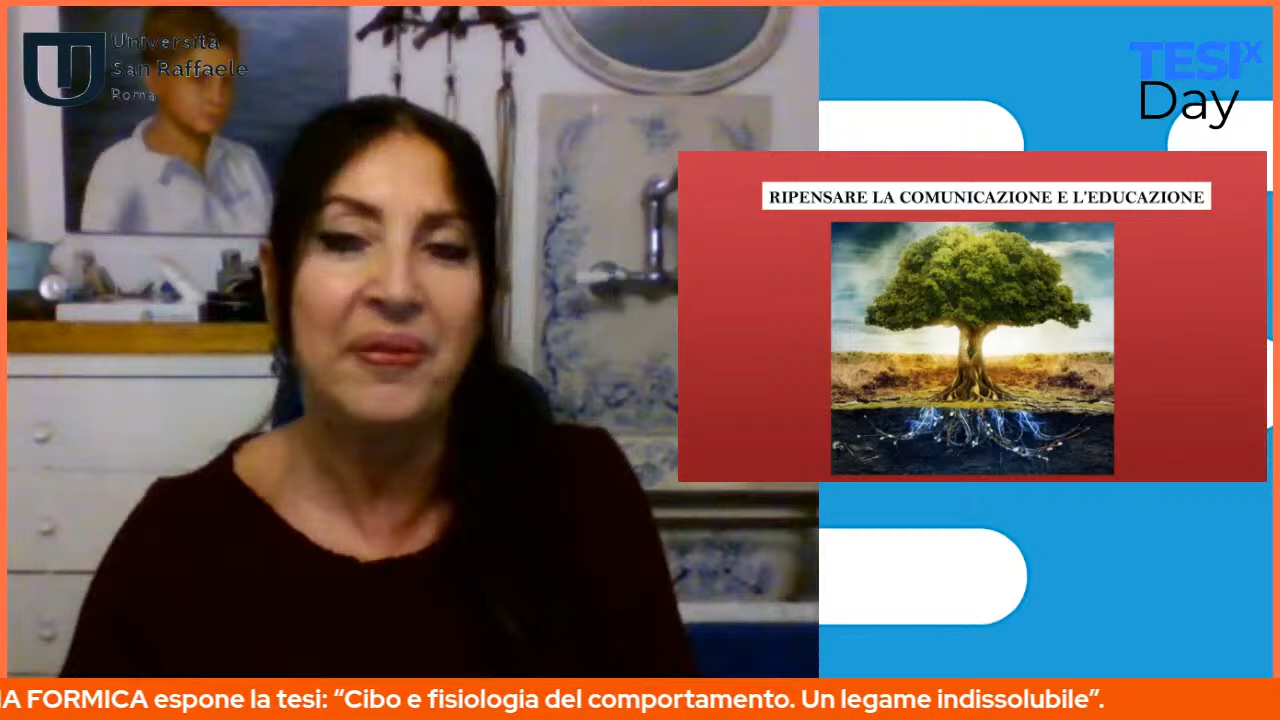 Università
San Raffaele
Roma
TESIX
Day
RIPENSARE LA COMUNICAZIONE E L'EDUCAZIONE
FORMICA espone la tesi: “Cibo e fisiologia del comportamento. Un legame indissolubile”.